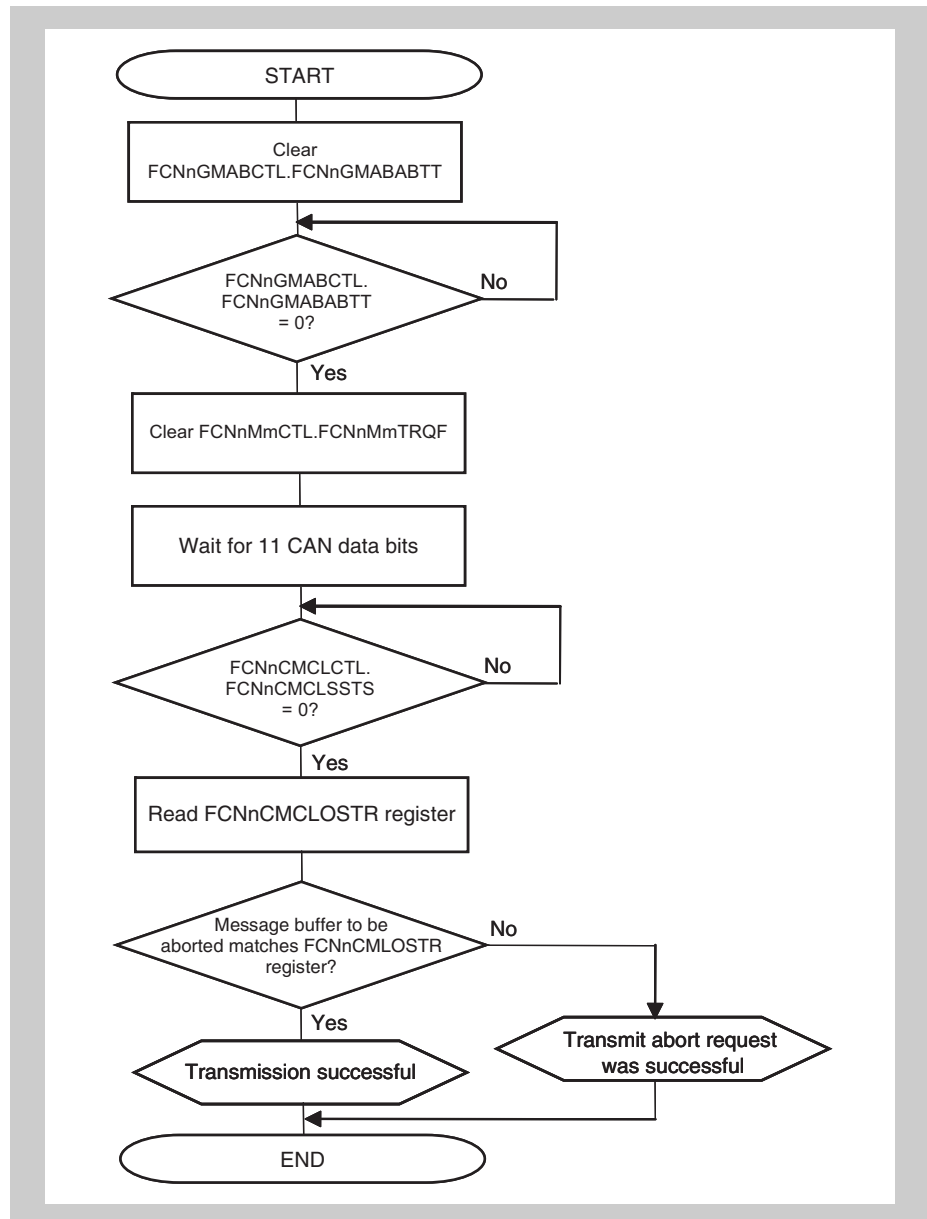 START
Clear
FCNnGMABCTL.FCNnGMABABTT
FCNnGMABCTL.
FCNnGMABABTT
= 0?
No
Yes
Clear FCNnMmCTL.FCNnMmTRQF
Wait for 11 CAN data bits
FCNnCMCLCTL.
FCNnCMCLSSTS
= 0?
No
Yes
Read FCNnCMCLOSTR register
Message buffer to be
aborted matches FCNnCMLOSTR
register?
No
Yes
Transmit abort request
was successful
Transmission successful
END